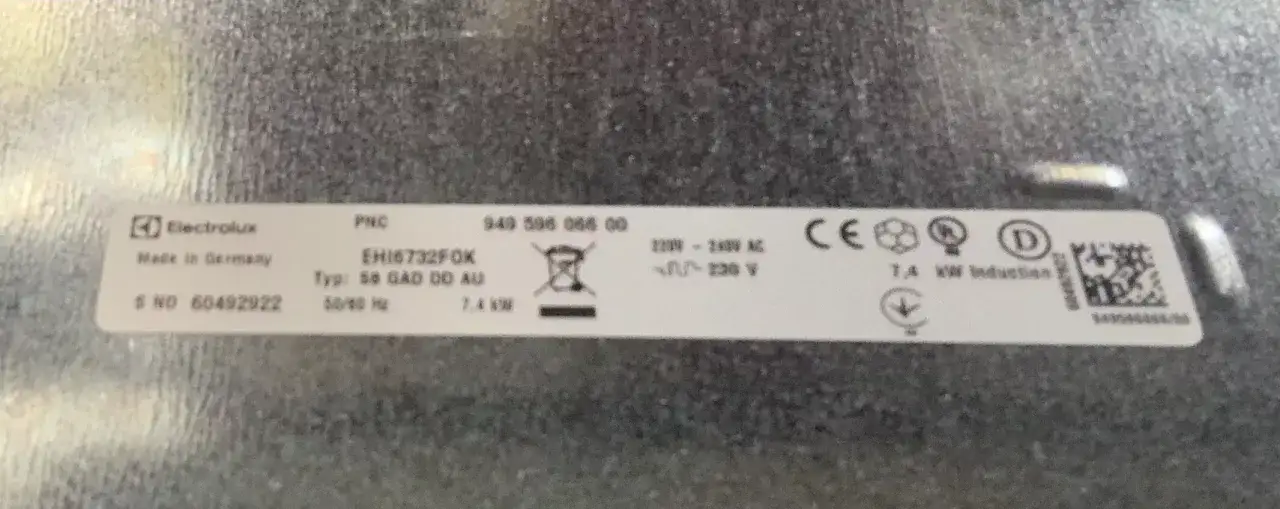 Electrolux
PNC 949 596 066 00
Made in Germany
EHI6732FOK
Typ: 58 GAD DD AU
S NO 60492922
50/60 Hz 7.4 kW
220V - 240V AC
230 V
CE
D
7,4 kW Induction